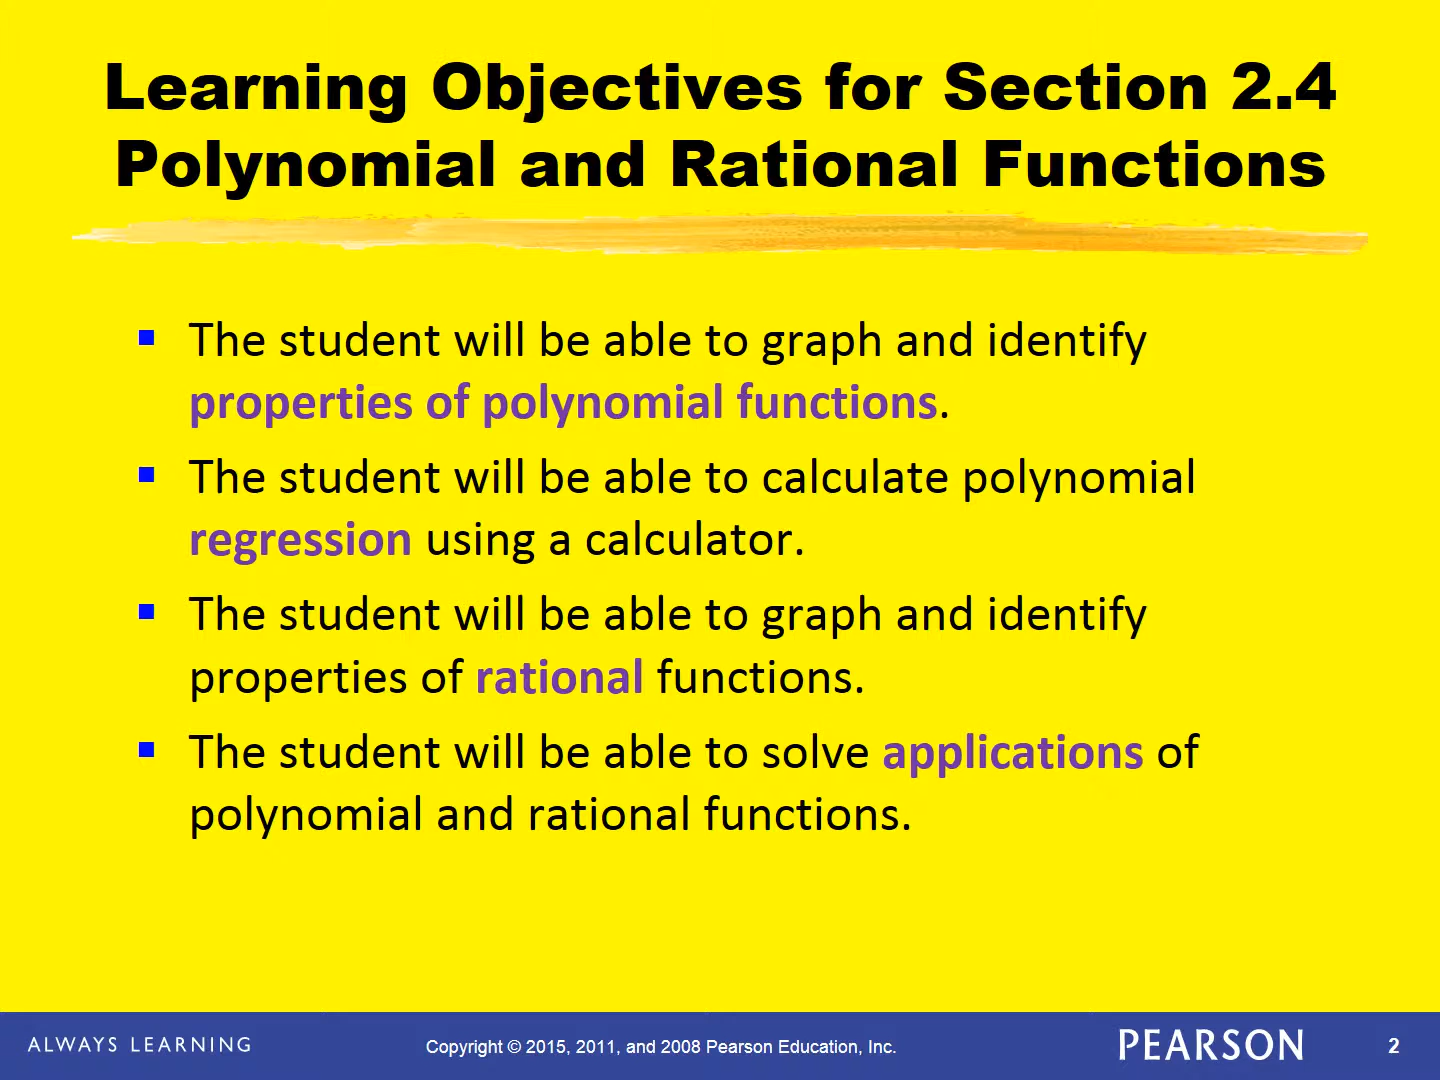 Learning Objectives for Section 2.4
Polynomial and Rational Functions
▪ The student will be able to graph and identify
properties of polynomial functions.
▪ The student will be able to calculate polynomial
regression using a calculator.
▪ The student will be able to graph and identify
properties of rational functions.
▪ The student will be able to solve applications of
polynomial and rational functions.
ALWAYS LEARNING
Copyright © 2015, 2011, and 2008 Pearson Education, Inc.
PEARSON
2